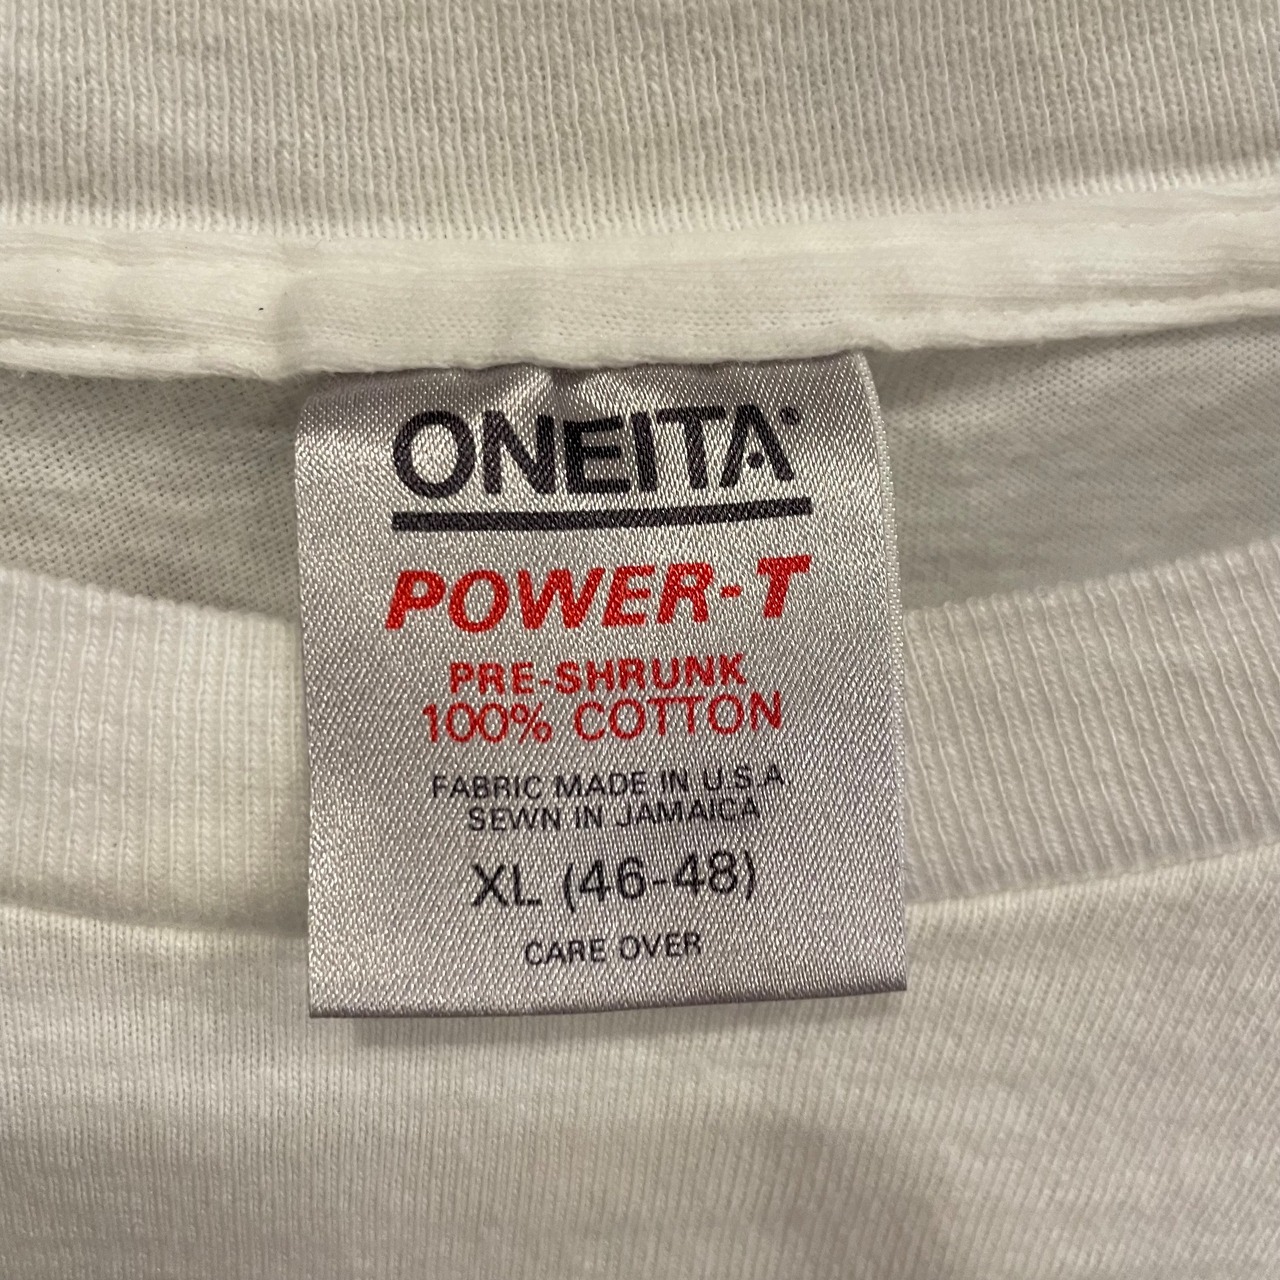 ONEITA
POWER-T
PRE-SHRUNK
100% COTTON
FABRIC MADE IN U.S.A
SEWN IN JAMAICA
XL (46-48)
CARE OVER